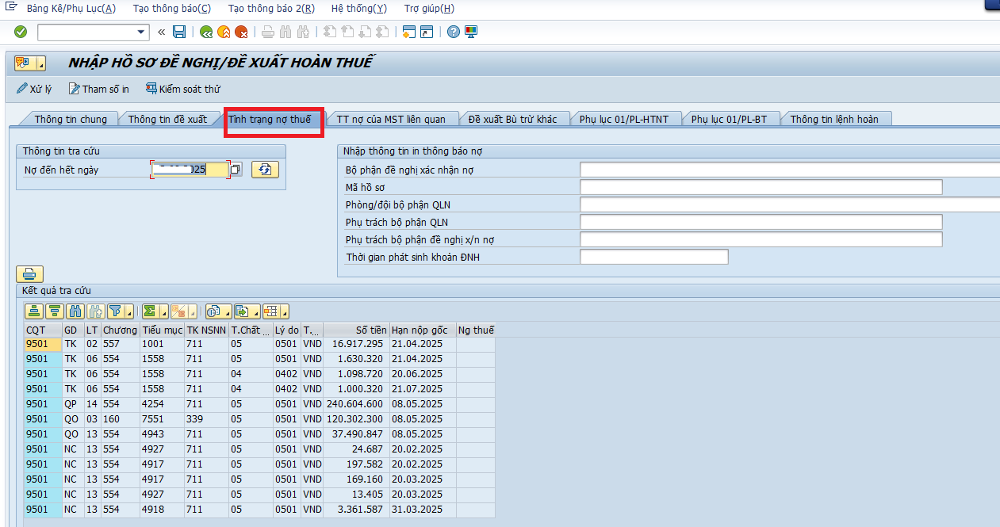 Bảng Kê/Phụ Lục(A) Tạo thông báo(C) Tạo thông báo 2(R) Hệ thống(Y) Trợ giúp(H)
NHẬP HỒ SƠ ĐỀ NGHỊ/ĐỀ XUẤT HOÀN THUẾ
Xử lý Tham số in Kiểm soát thử
Thông tin chung Thông tin đề xuất Tình trạng nợ thuế TT nợ của MST liên quan Đề xuất Bù trừ khác Phụ lục 01/PL-HTNT Phụ lục 01/PL-BT Thông tin lệnh hoàn
Thông tin tra cứu
Nợ đến hết ngày 2025
Nhập thông tin in thông báo nợ
Bộ phận đề nghị xác nhận nợ
Mã hồ sơ
Phòng/đội bộ phận QLN
Phụ trách bộ phận QLN
Phụ trách bộ phận đề nghị x/n nợ
Thời gian phát sinh khoản ĐNH
Kết quả tra cứu
CQT GD LT Chương Tiểu mục TK NSNN T.Chất ... Lý do T... Số tiền Hạn nộp gốc Ng thuế
9501 TK 02 557 1001 711 05 0501 VND 16.917.295 21.04.2025
9501 TK 06 554 1558 711 05 0501 VND 1.630.320 21.04.2025
9501 TK 06 554 1558 711 04 0402 VND 1.098.720 20.06.2025
9501 TK 06 554 1558 711 04 0402 VND 1.000.320 21.07.2025
9501 QP 14 554 4254 711 05 0501 VND 240.604.600 08.05.2025
9501 QO 03 160 7551 339 05 0501 VND 120.302.300 08.05.2025
9501 QO 13 554 4943 711 05 0501 VND 37.490.847 08.05.2025
9501 NC 13 554 4927 711 05 0501 VND 24.687 20.02.2025
9501 NC 13 554 4917 711 05 0501 VND 197.582 20.02.2025
9501 NC 13 554 4917 711 05 0501 VND 169.160 20.03.2025
9501 NC 13 554 4927 711 05 0501 VND 13.405 20.03.2025
9501 NC 13 554 4918 711 05 0501 VND 3.361.587 31.03.2025